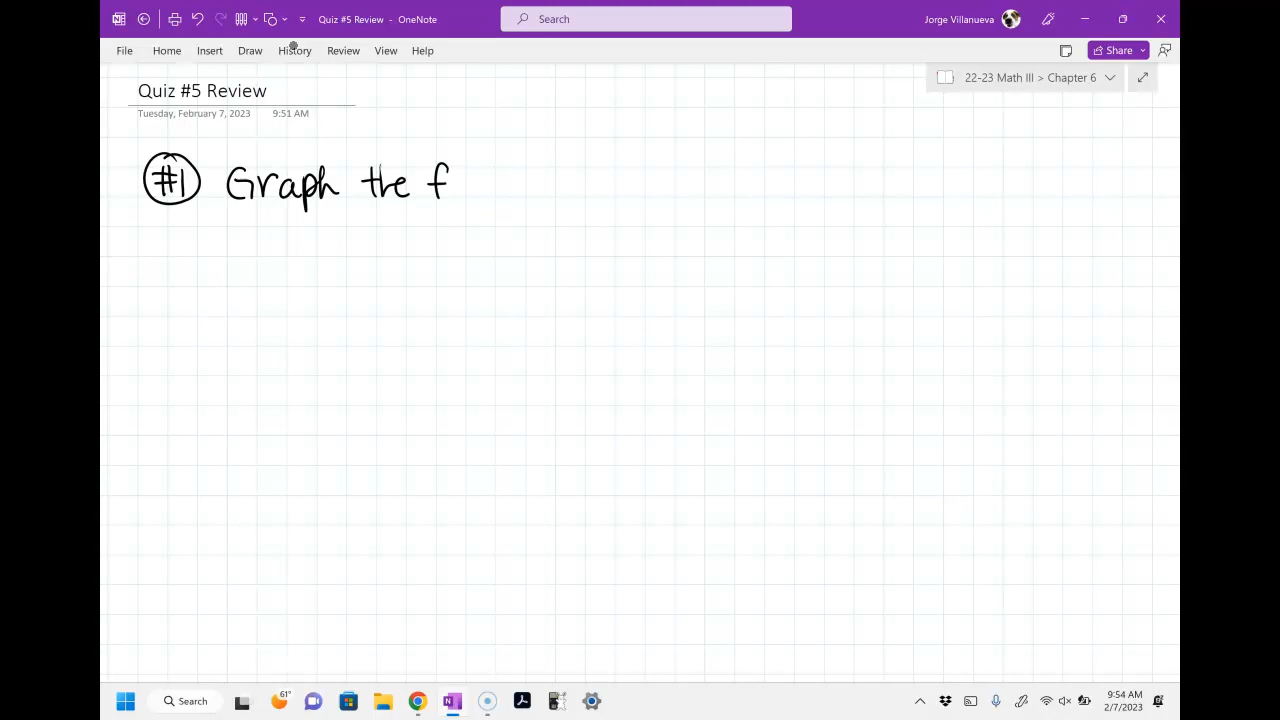 Quiz #5 Review - OneNote
Search
Jorge Villanueva
File Home Insert Draw History Review View Help
Share
Quiz #5 Review
22-23 Math III > Chapter 6
Tuesday, February 7, 2023 9:51 AM
#1 Graph the f
61°
Search
9:54 AM
2/7/2023